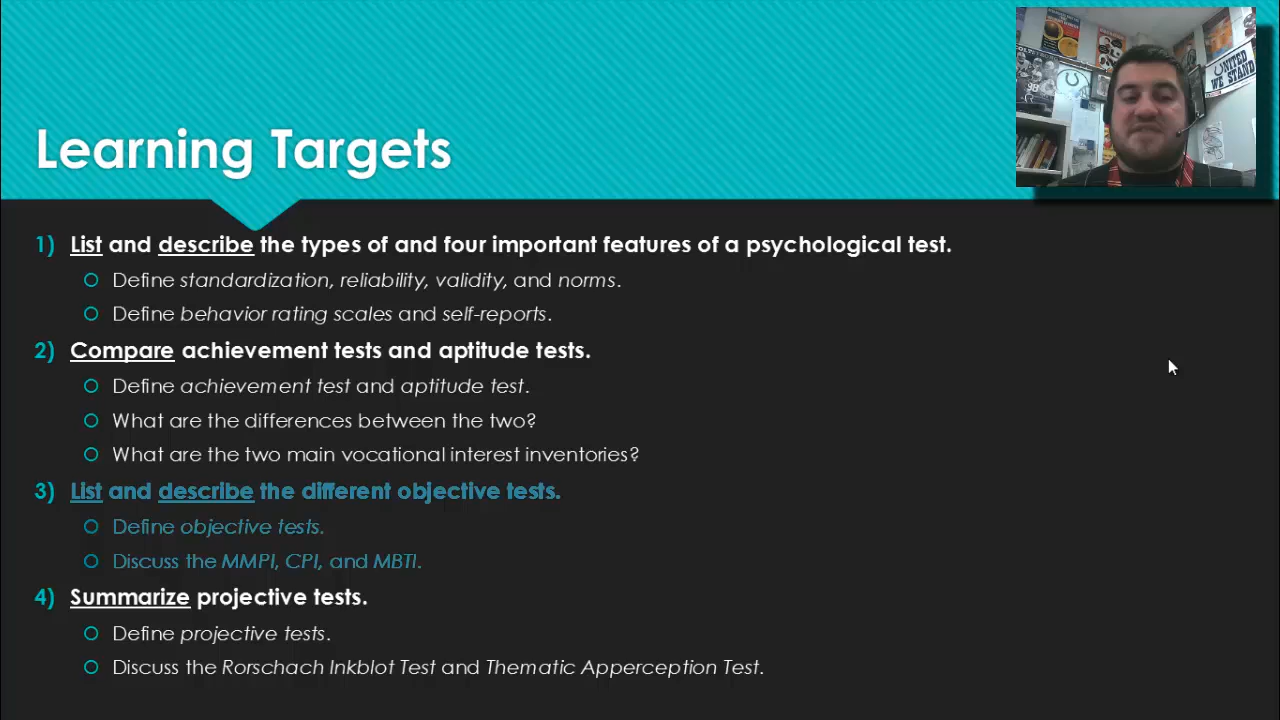 UNITED
WE STAND
Learning Targets
1) List and describe the types of and four important features of a psychological test.
Define standardization, reliability, validity, and norms.
Define behavior rating scales and self-reports.
2) Compare achievement tests and aptitude tests.
Define achievement test and aptitude test.
What are the differences between the two?
What are the two main vocational interest inventories?
3) List and describe the different objective tests.
Define objective tests.
Discuss the MMPI, CPI, and MBTI.
4) Summarize projective tests.
Define projective tests.
Discuss the Rorschach Inkblot Test and Thematic Apperception Test.